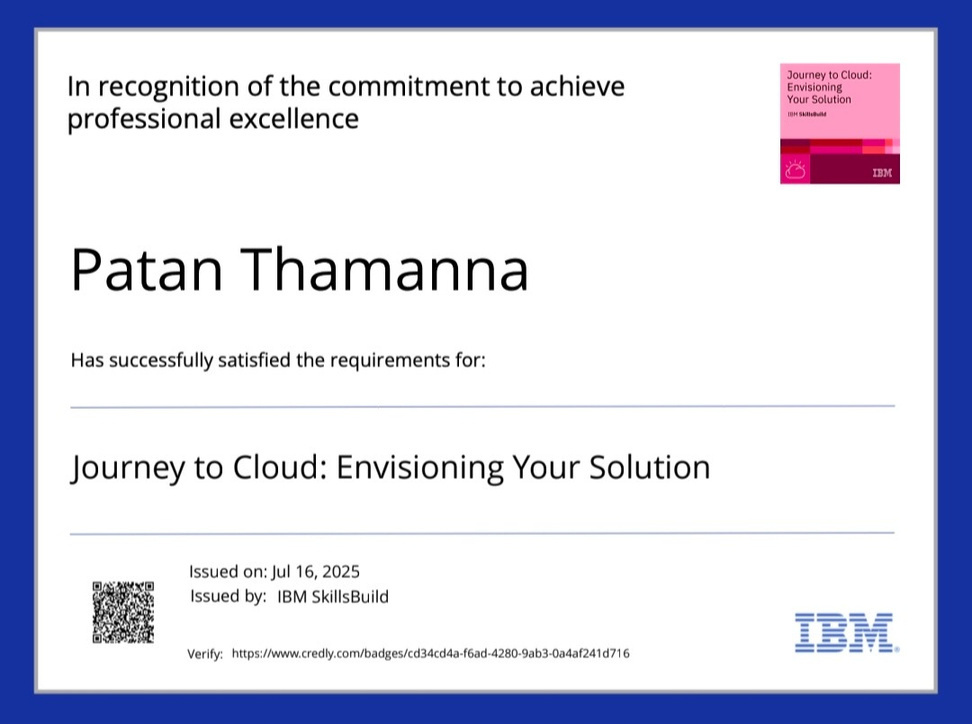 In recognition of the commitment to achieve
professional excellence
Journey to Cloud:
Envisioning
Your Solution
IBM SkillsBuild
IBM
Patan Thamanna
Has successfully satisfied the requirements for:
Journey to Cloud: Envisioning Your Solution
Issued on: Jul 16, 2025
Issued by: IBM SkillsBuild
Verify: https://www.credly.com/badges/cd34cd4a-f6ad-4280-9ab3-0a4af241d716
IBM®